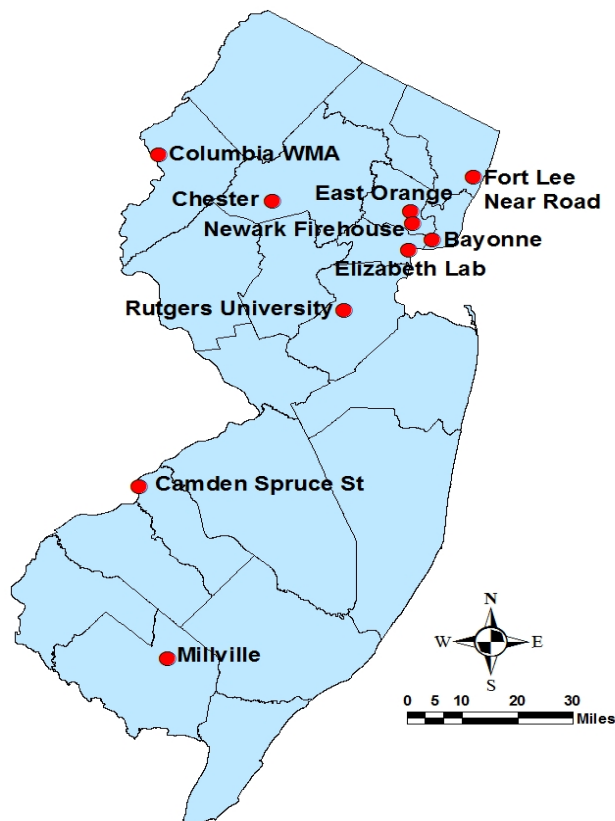 Columbia WMA
Fort Lee
Near Road
Chester
East Orange
Newark Firehouse
Bayonne
Elizabeth Lab
Rutgers University
Camden Spruce St
N
W
E
S
Millville
0 5 10 20 30
Miles